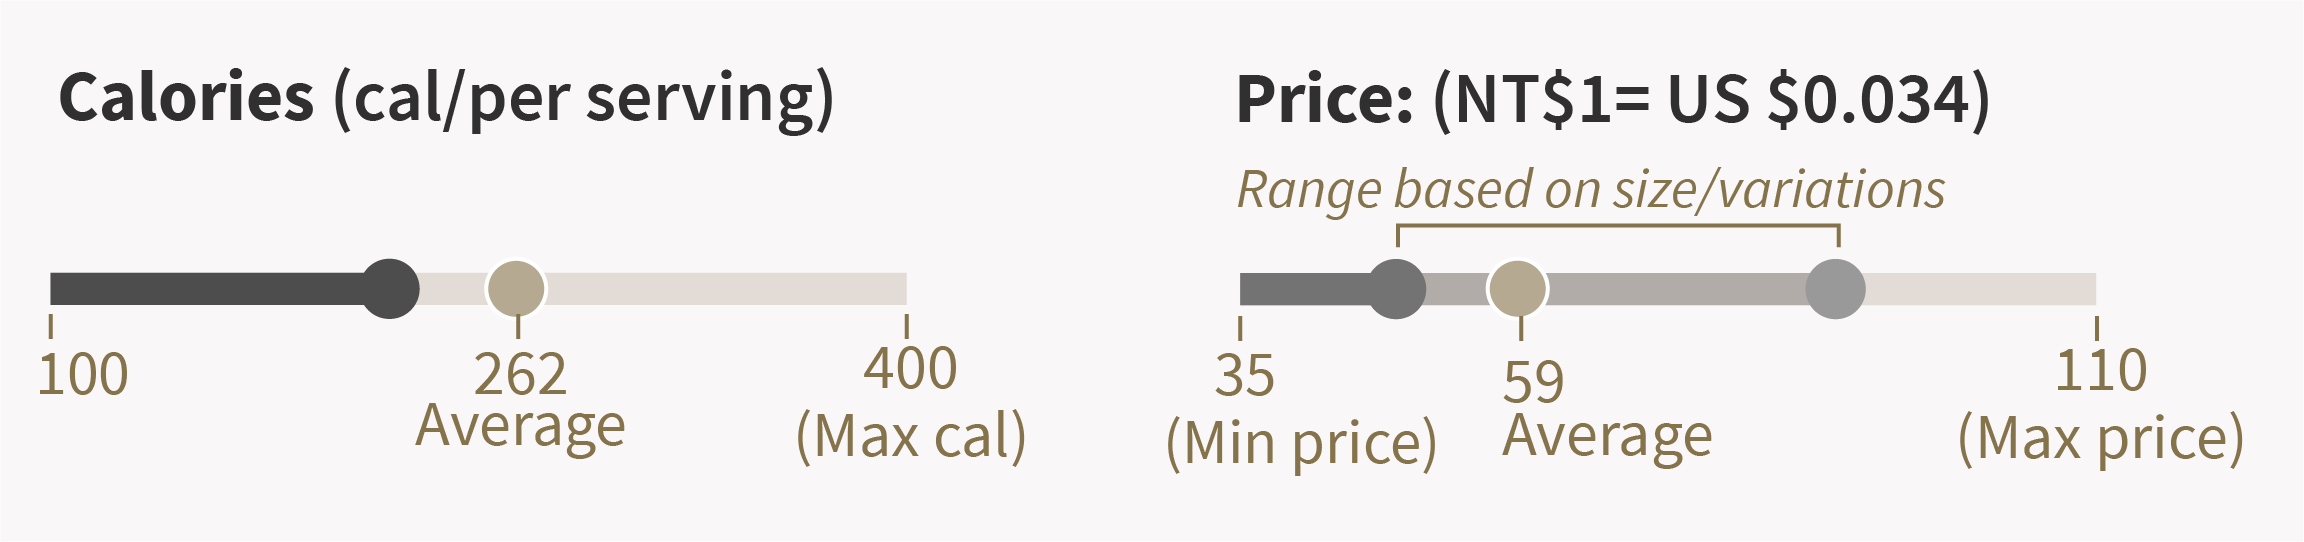 Calories (cal/per serving)
100
262
Average
400
(Max cal)
Price: (NT$1= US $0.034)
Range based on size/variations
35
(Min price)
59
Average
110
(Max price)